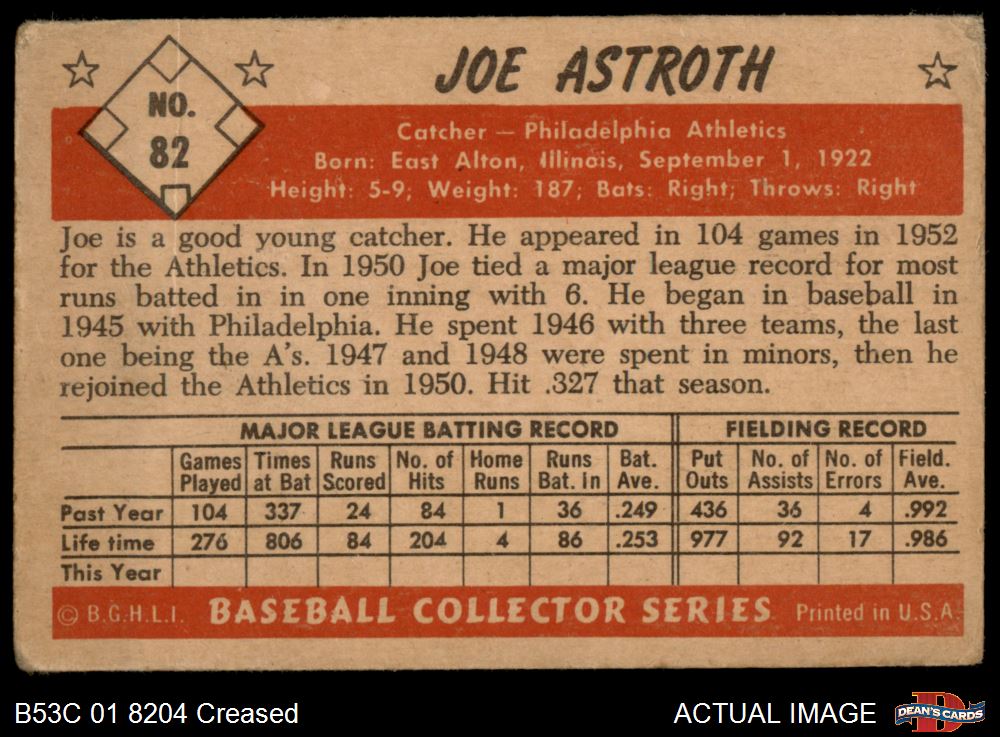 JOE ASTROTH
NO.
82
Catcher — Philadelphia Athletics
Born: East Alton, Illinois, September 1, 1922
Height: 5-9; Weight: 187; Bats: Right; Throws: Right
Joe is a good young catcher. He appeared in 104 games in 1952
for the Athletics. In 1950 Joe tied a major league record for most
runs batted in in one inning with 6. He began in baseball in
1945 with Philadelphia. He spent 1946 with three teams, the last
one being the A's. 1947 and 1948 were spent in minors, then he
rejoined the Athletics in 1950. Hit .327 that season.
MAJOR LEAGUE BATTING RECORD FIELDING RECORD
Games Times Runs No. of Home Runs Bat. Put No. of No. of Field.
Played at Bat Scored Hits Runs Bat. In Ave. Outs Assists Errors Ave.
Past Year 104 337 24 84 1 36 .249 436 36 4 .992
Life time 276 806 84 204 4 86 .253 977 92 17 .986
This Year
© B.G.H.L.I. BASEBALL COLLECTOR SERIES Printed in U.S.A.
B53C 01 8204 Creased ACTUAL IMAGE DEAN'S CARDS